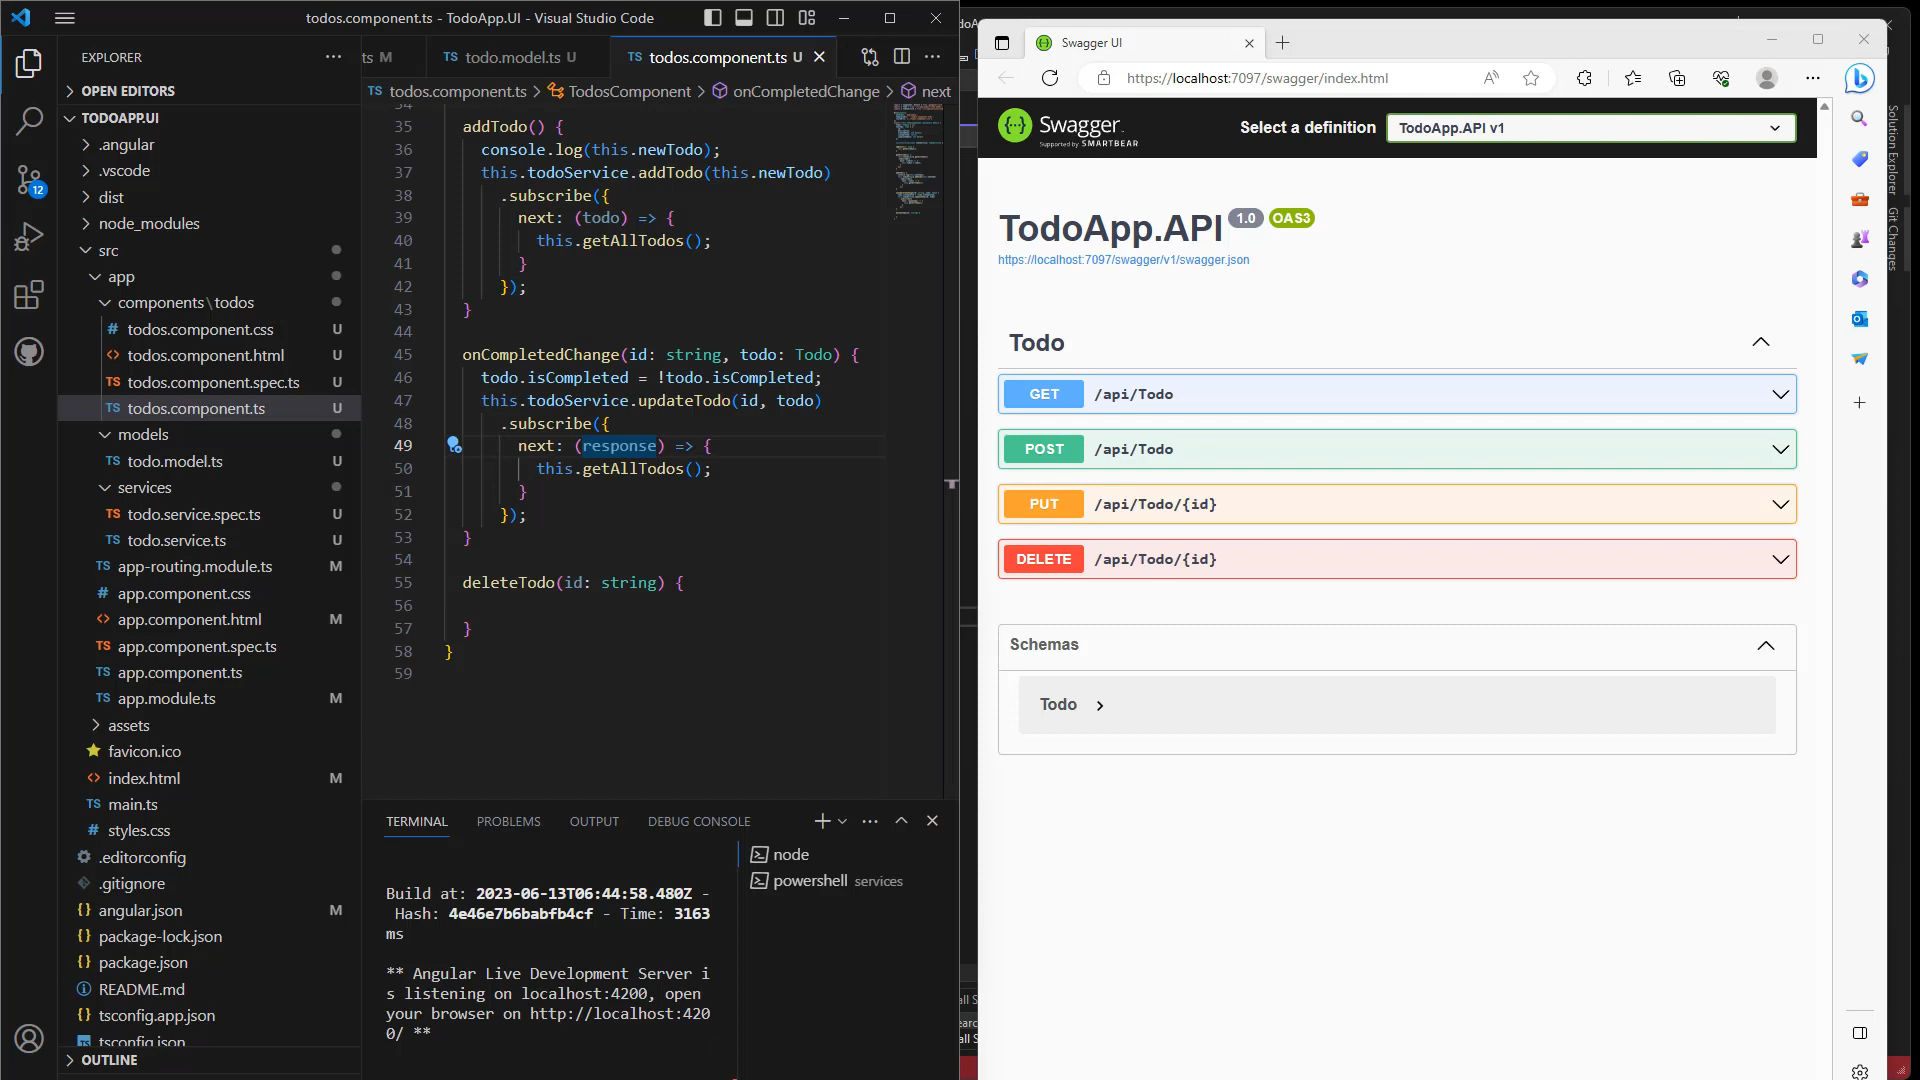 todos.component.ts - TodoApp.UI - Visual Studio Code
EXPLORER
OPEN EDITORS
TODOAPP.UI
.angular
.vscode
dist
node_modules
src
app
components\todos
todos.component.css U
todos.component.html U
todos.component.spec.ts U
todos.component.ts U
models
todo.model.ts U
services
todo.service.spec.ts U
todo.service.ts U
app-routing.module.ts M
app.component.css
app.component.html M
app.component.spec.ts
app.component.ts
app.module.ts M
assets
favicon.ico
index.html M
main.ts
styles.css
.editorconfig
.gitignore
angular.json M
package-lock.json
package.json
README.md
tsconfig.app.json
tsconfig.json
OUTLINE
12
ts M
TS todo.model.ts U
TS todos.component.ts U
TS todos.component.ts > TodosComponent > onCompletedChange > next
34
35 addTodo() {
36 console.log(this.newTodo);
37 this.todoService.addTodo(this.newTodo)
38 .subscribe({
39 next: (todo) => {
40 this.getAllTodos();
41 }
42 });
43 }
44
45 onCompletedChange(id: string, todo: Todo) {
46 todo.isCompleted = !todo.isCompleted;
47 this.todoService.updateTodo(id, todo)
48 .subscribe({
49 next: (response) => {
50 this.getAllTodos();
51 }
52 });
53 }
54
55 deleteTodo(id: string) {
56
57 }
58 }
59
TERMINAL PROBLEMS OUTPUT DEBUG CONSOLE
node
powershell services
Build at: 2023-06-13T06:44:58.480Z -
Hash: 4e46e7b6babfb4cf - Time: 3163
ms
** Angular Live Development Server i
s listening on localhost:4200, open
your browser on http://localhost:420
0/ **
Swagger UI
https://localhost:7097/swagger/index.html
Swagger.
Supported by SMARTBEAR
Select a definition
TodoApp.API v1
TodoApp.API 1.0 OAS3
https://localhost:7097/swagger/v1/swagger.json
Todo
GET /api/Todo
POST /api/Todo
PUT /api/Todo/{id}
DELETE /api/Todo/{id}
Schemas
Todo
Solution Explorer
Git Changes